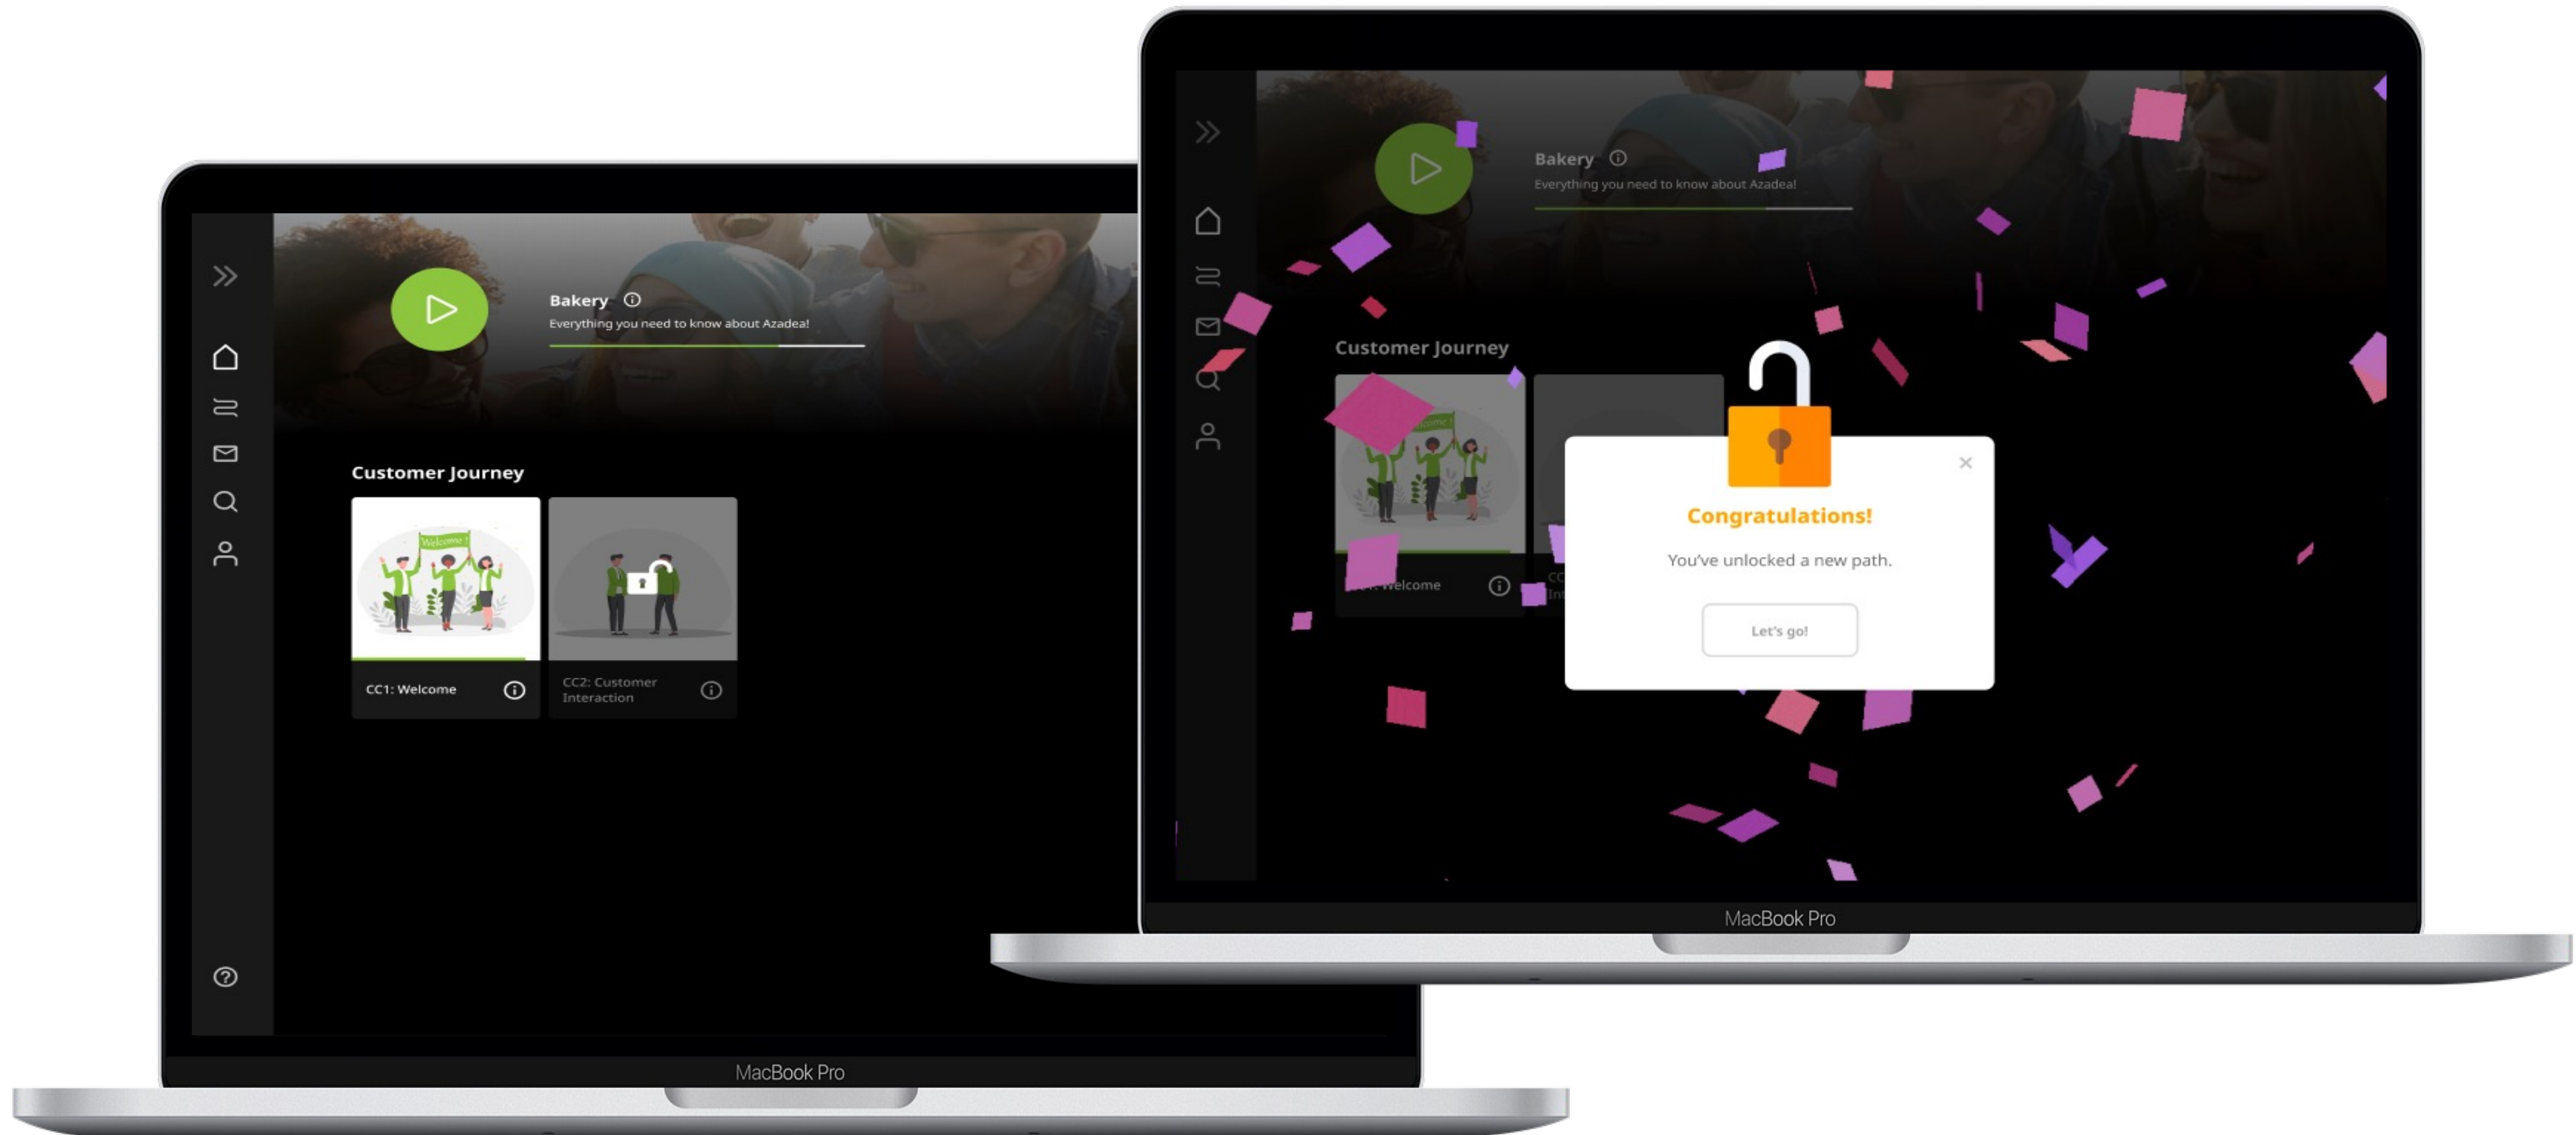 Bakery
Everything you need to know about Azadea!
Customer Journey
Welcome !
CC1: Welcome
CC2: Customer
Interaction
MacBook Pro
Bakery
Everything you need to know about Azadea!
Customer Journey
Welcome
Congratulations!
You've unlocked a new path.
Let's go!
MacBook Pro